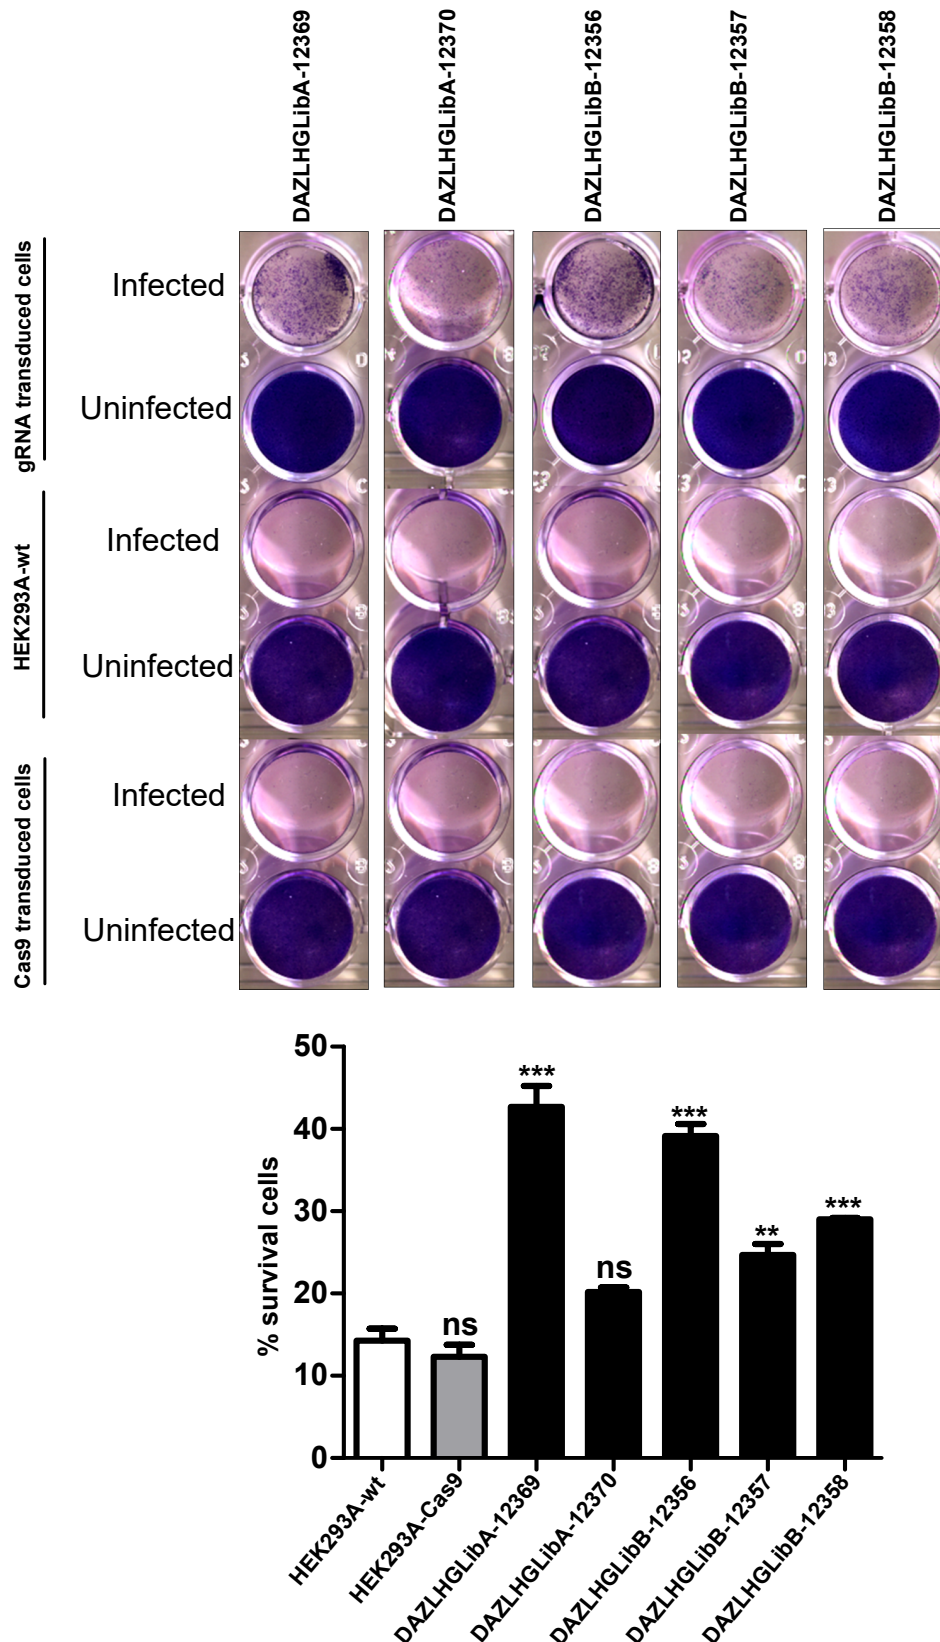 DAZLHGLibA-12369
DAZLHGLibA-12370
DAZLHGLibB-12356
DAZLHGLibB-12357
DAZLHGLibB-12358
gRNA transduced cells
Infected
Uninfected
HEK293A-wt
Infected
Uninfected
Cas9 transduced cells
Infected
Uninfected
% survival cells
50
40
30
20
10
0
ns
***
ns
***
**
***
HEK293A-wt
HEK293A-Cas9
DAZLHGLibA-12369
DAZLHGLibA-12370
DAZLHGLibB-12356
DAZLHGLibB-12357
DAZLHGLibB-12358